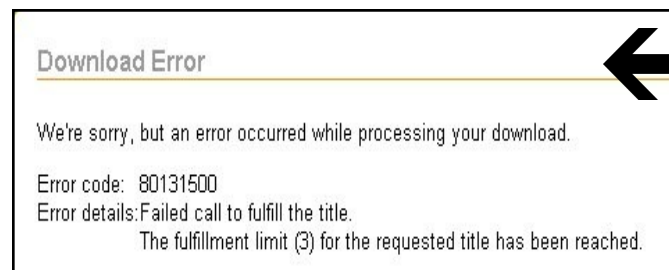 Download Error
We're sorry, but an error occurred while processing your download.
Error code: 80131500
Error details:Failed call to fulfill the title.
The fulfillment limit (3) for the requested title has been reached.